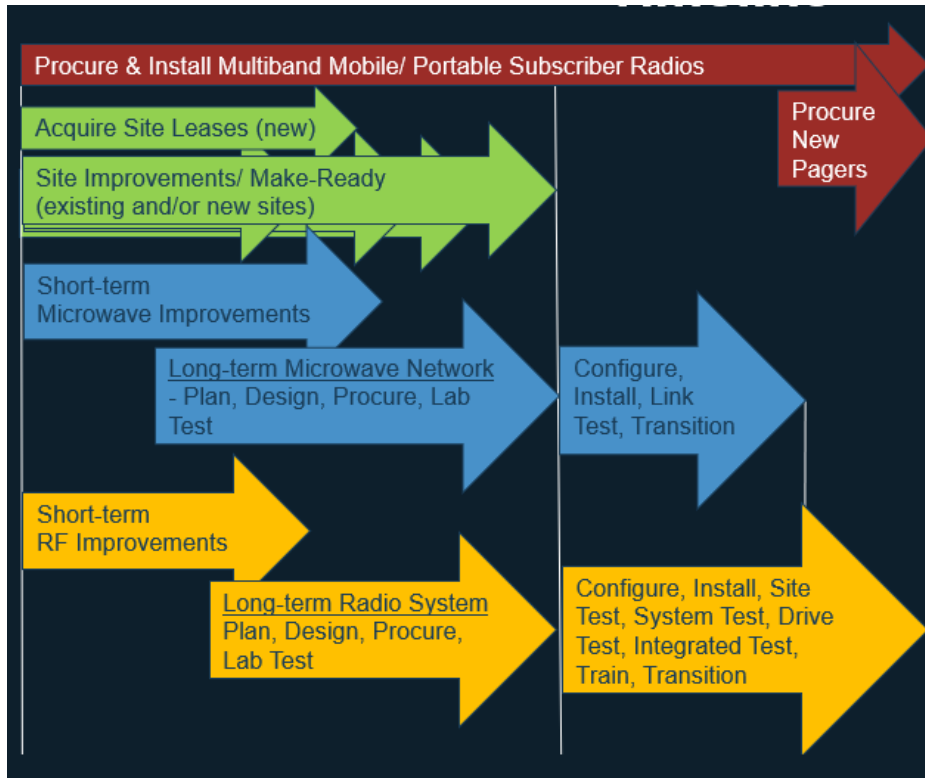 Procure & Install Multiband Mobile/ Portable Subscriber Radios
Procure
New
Pagers
Acquire Site Leases (new)
Site Improvements/ Make-Ready
(existing and/or new sites)
Short-term
Microwave Improvements
Long-term Microwave Network
- Plan, Design, Procure, Lab
Test
Configure,
Install, Link
Test, Transition
Short-term
RF Improvements
Long-term Radio System
Plan, Design, Procure,
Lab Test
Configure, Install, Site
Test, System Test, Drive
Test, Integrated Test,
Train, Transition